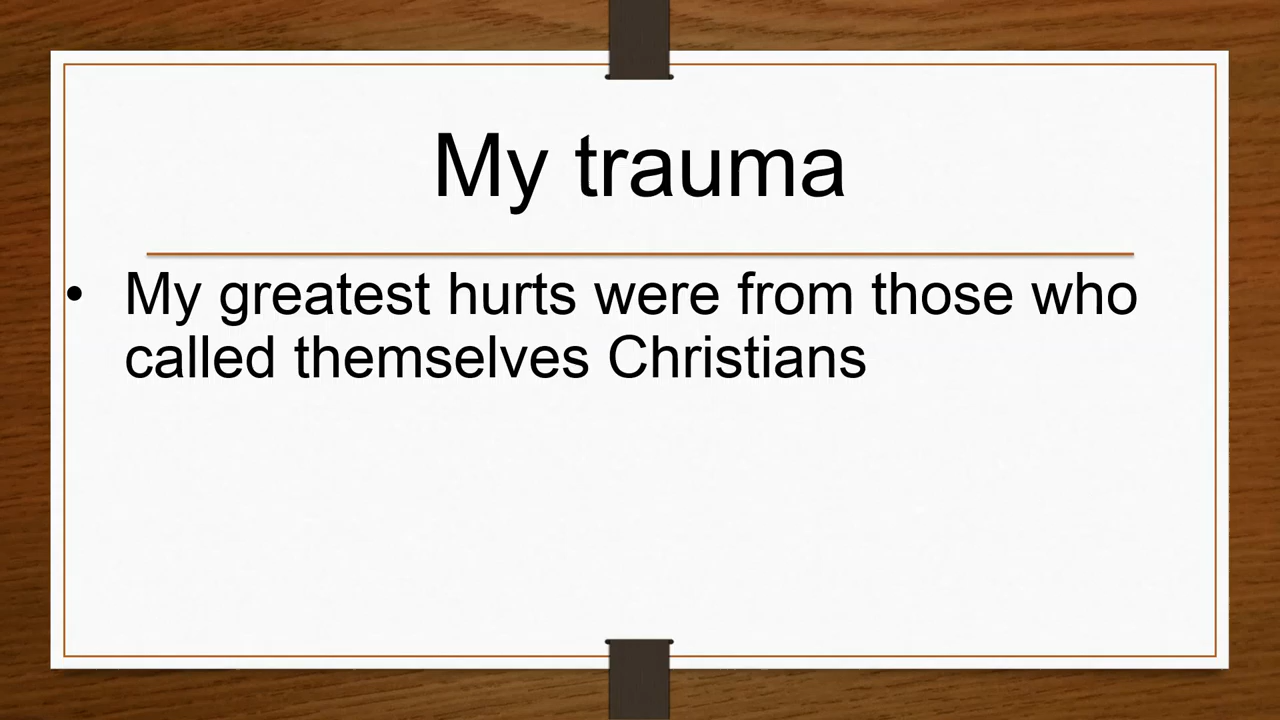 My trauma
• My greatest hurts were from those who
called themselves Christians